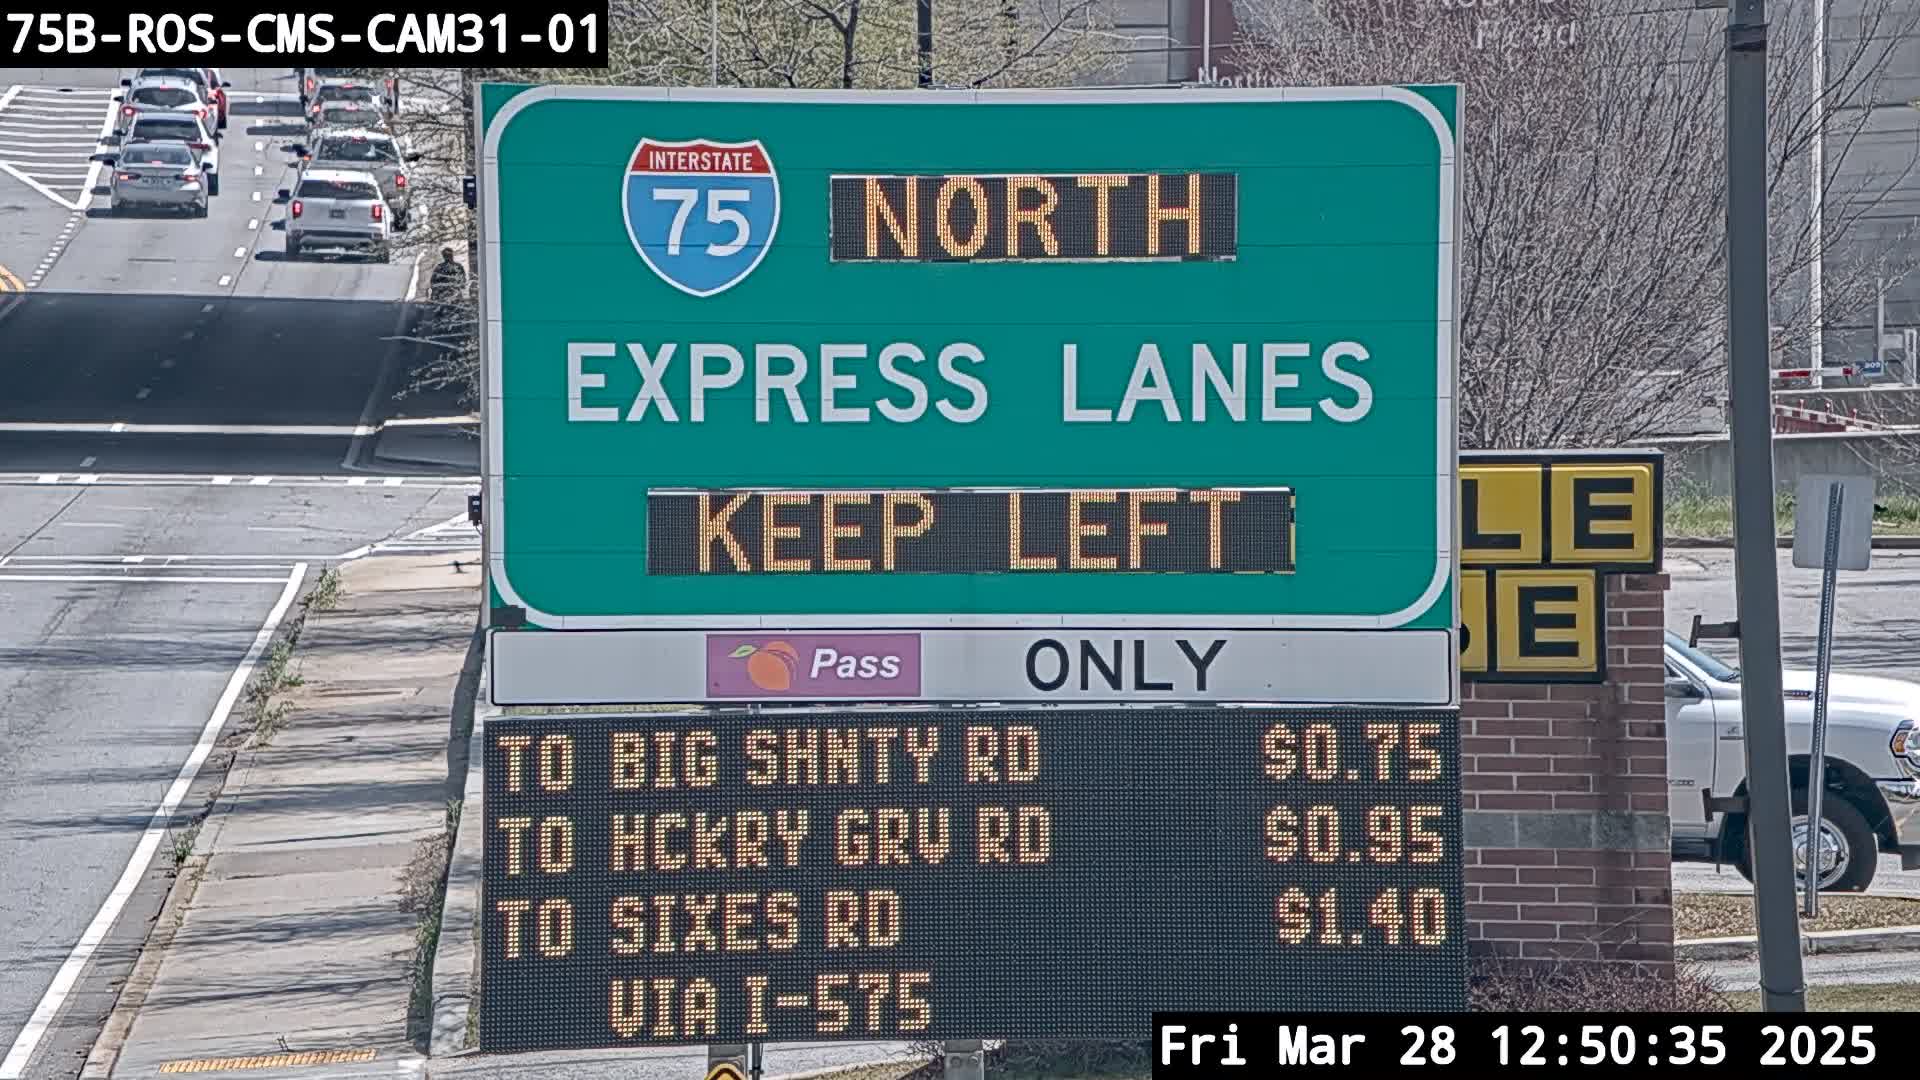 75B-ROS-CMS-CAM31-01
INTERSTATE
75
NORTH
EXPRESS LANES
KEEP LEFT
Pass
ONLY
TO BIG SHNTY RD $0.75
TO HCKRY GRV RD $0.95
TO SIXES RD $1.40
VIA I-575
LE
E
Fri Mar 28 12:50:35 2025